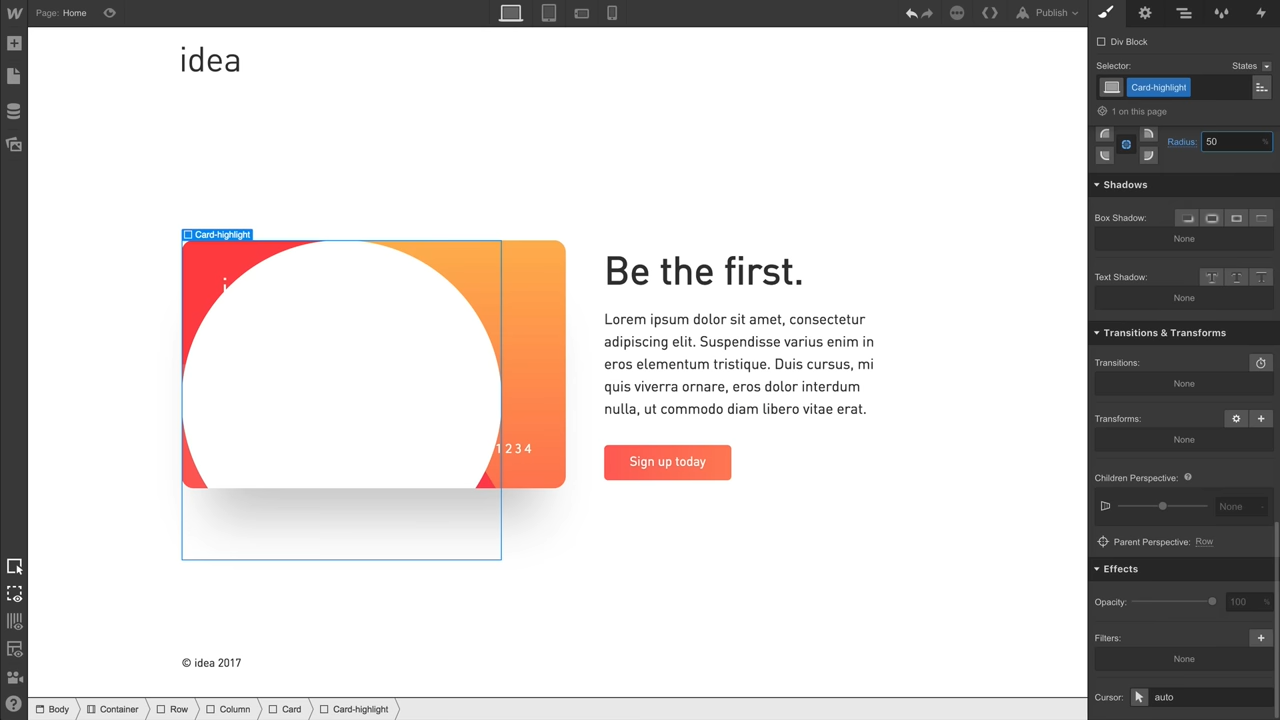 Page: Home
Publish
idea
Card-highlight
i
1234
Be the first.
Lorem ipsum dolor sit amet, consectetur
adipiscing elit. Suspendisse varius enim in
eros elementum tristique. Duis cursus, mi
quis viverra ornare, eros dolor interdum
nulla, ut commodo diam libero vitae erat.
Sign up today
© idea 2017
Body
Container
Row
Column
Card
Card-highlight
Div Block
Selector:
States
Card-highlight
1 on this page
Radius: 50 %
Shadows
Box Shadow:
None
Text Shadow:
None
Transitions & Transforms
Transitions:
None
Transforms:
None
Children Perspective:
None -
Parent Perspective: Row
Effects
Opacity: 100 %
Filters:
None
Cursor: auto